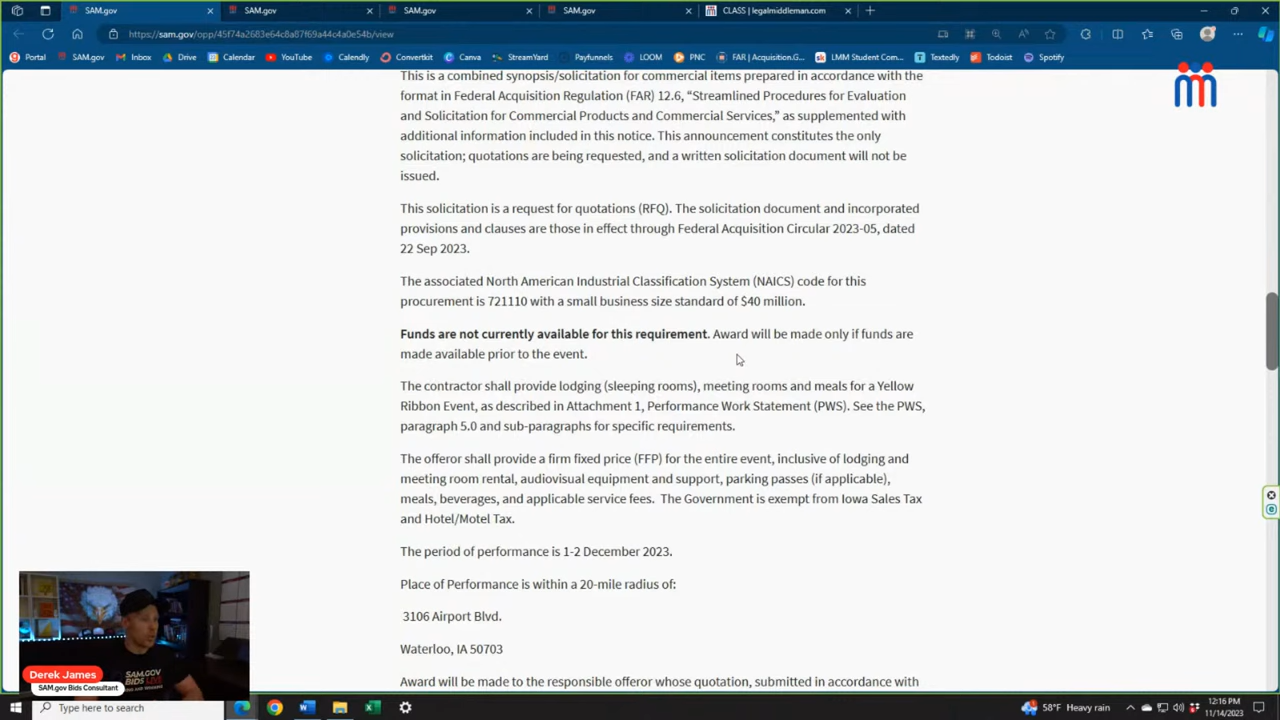 SAM.gov
SAM.gov
SAM.gov
SAM.gov
CLASS | legalmiddleman.com
https://sam.gov/opp/45f74a2683e64c8a87f69a44c4a0e54b/view
Portal
SAM.gov
Inbox
Drive
Calendar
YouTube
Calendly
Convertkit
Canva
StreamYard
Payfunnels
LOOM
PNC
FAR | Acquisition.G...
LMM Student Com...
Textedly
Todoist
Spotify
This is a combined synopsis/solicitation for commercial items prepared in accordance with the
format in Federal Acquisition Regulation (FAR) 12.6, “Streamlined Procedures for Evaluation
and Solicitation for Commercial Products and Commercial Services,” as supplemented with
additional information included in this notice. This announcement constitutes the only
solicitation; quotations are being requested, and a written solicitation document will not be
issued.
This solicitation is a request for quotations (RFQ). The solicitation document and incorporated
provisions and clauses are those in effect through Federal Acquisition Circular 2023-05, dated
22 Sep 2023.
The associated North American Industrial Classification System (NAICS) code for this
procurement is 721110 with a small business size standard of $40 million.
Funds are not currently available for this requirement. Award will be made only if funds are
made available prior to the event.
The contractor shall provide lodging (sleeping rooms), meeting rooms and meals for a Yellow
Ribbon Event, as described in Attachment 1, Performance Work Statement (PWS). See the PWS,
paragraph 5.0 and sub-paragraphs for specific requirements.
The offeror shall provide a firm fixed price (FFP) for the entire event, inclusive of lodging and
meeting room rental, audiovisual equipment and support, parking passes (if applicable),
meals, beverages, and applicable service fees.  The Government is exempt from Iowa Sales Tax
and Hotel/Motel Tax.
The period of performance is 1-2 December 2023.
Place of Performance is within a 20-mile radius of:
3106 Airport Blvd.
Waterloo, IA 50703
Award will be made to the responsible offeror whose quotation, submitted in accordance with
SAM.GOV
BIDS LIVE
Derek James
SAM.gov Bids Consultant
Type here to search
58°F Heavy rain
12:16 PM
11/14/2023